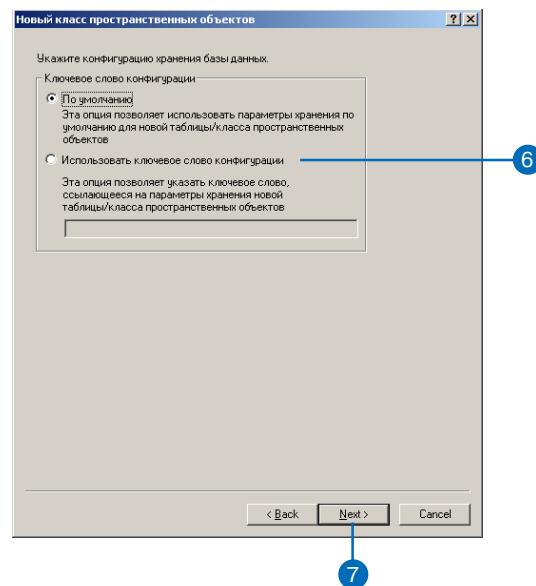 Новый класс пространственных объектов
?
Укажите конфигурацию хранения базы данных.
Ключевое слово конфигурации
По умолчанию
Эта опция позволяет использовать параметры хранения по
умолчанию для новой таблицы/класса пространственных
объектов
Использовать ключевое слово конфигурации
6
Эта опция позволяет указать ключевое слово,
ссылающееся на параметры хранения новой
таблицы/класса пространственных объектов
< Back Next > Cancel
7